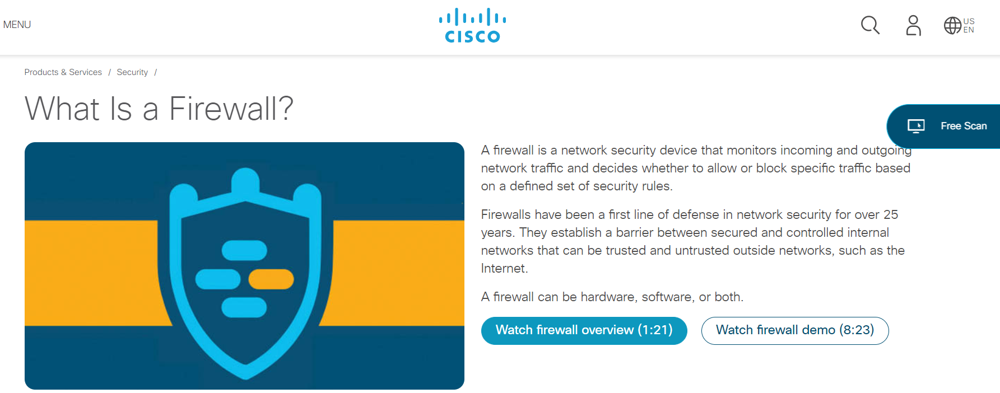 MENU
CISCO
US
EN
Products & Services / Security /
What Is a Firewall?
Free Scan
A firewall is a network security device that monitors incoming and outgoing
network traffic and decides whether to allow or block specific traffic based
on a defined set of security rules.
Firewalls have been a first line of defense in network security for over 25
years. They establish a barrier between secured and controlled internal
networks that can be trusted and untrusted outside networks, such as the
Internet.
A firewall can be hardware, software, or both.
Watch firewall overview (1:21)
Watch firewall demo (8:23)